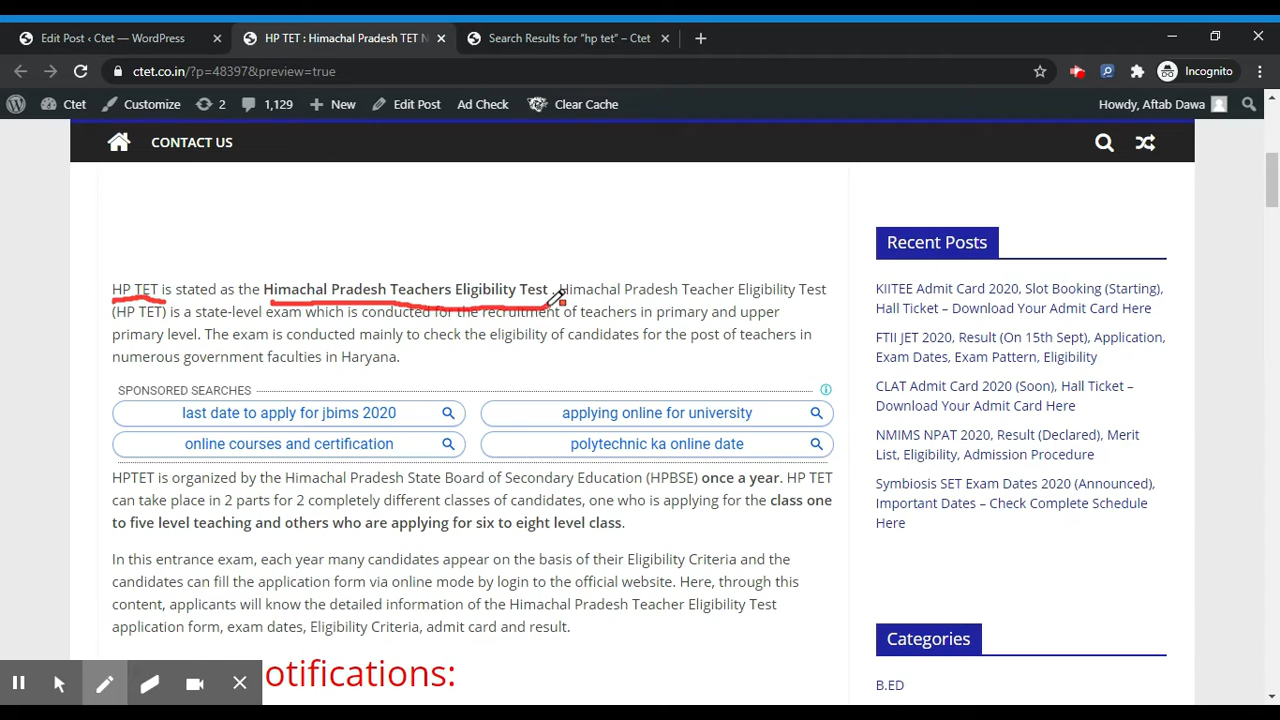 Edit Post ‹ Ctet — WordPress
HP TET : Himachal Pradesh TET N
Search Results for "hp tet" – Ctet
ctet.co.in/?p=48397&preview=true
Incognito
Ctet Customize 2 1,129 New Edit Post Ad Check Clear Cache Howdy, Aftab Dawa
CONTACT US
HP TET is stated as the Himachal Pradesh Teachers Eligibility Test . Himachal Pradesh Teacher Eligibility Test
(HP TET) is a state-level exam which is conducted for the recruitment of teachers in primary and upper
primary level. The exam is conducted mainly to check the eligibility of candidates for the post of teachers in
numerous government faculties in Haryana.
SPONSORED SEARCHES
last date to apply for jbims 2020
applying online for university
online courses and certification
polytechnic ka online date
HPTET is organized by the Himachal Pradesh State Board of Secondary Education (HPBSE) once a year. HP TET
can take place in 2 parts for 2 completely different classes of candidates, one who is applying for the class one
to five level teaching and others who are applying for six to eight level class.
In this entrance exam, each year many candidates appear on the basis of their Eligibility Criteria and the
candidates can fill the application form via online mode by login to the official website. Here, through this
content, applicants will know the detailed information of the Himachal Pradesh Teacher Eligibility Test
application form, exam dates, Eligibility Criteria, admit card and result.
otifications:
Recent Posts
KIITEE Admit Card 2020, Slot Booking (Starting),
Hall Ticket – Download Your Admit Card Here
FTII JET 2020, Result (On 15th Sept), Application,
Exam Dates, Exam Pattern, Eligibility
CLAT Admit Card 2020 (Soon), Hall Ticket –
Download Your Admit Card Here
NMIMS NPAT 2020, Result (Declared), Merit
List, Eligibility, Admission Procedure
Symbiosis SET Exam Dates 2020 (Announced),
Important Dates – Check Complete Schedule
Here
Categories
B.ED